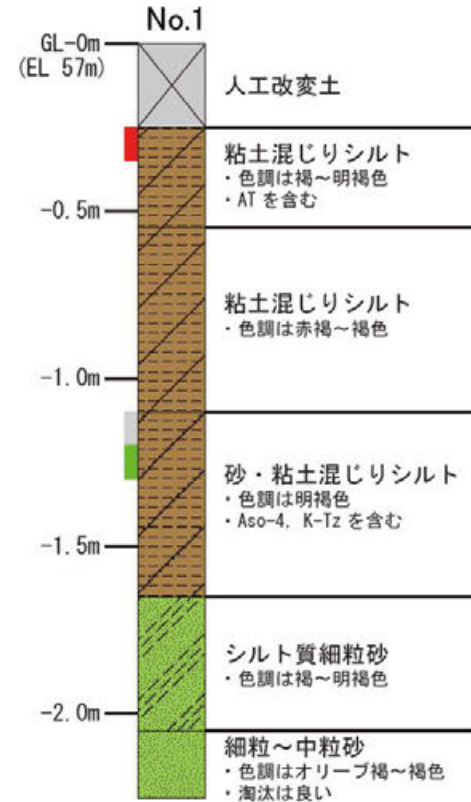 No.1
GL-0m
(EL 57m)
人工改変土
粘土混じりシルト
・色調は褐～明褐色
・AT を含む
-0.5m
粘土混じりシルト
・色調は赤褐～褐色
-1.0m
砂・粘土混じりシルト
・色調は明褐色
・Aso-4, K-Tz を含む
-1.5m
シルト質細粒砂
・色調は褐～明褐色
-2.0m
細粒～中粒砂
・色調はオリーブ褐～褐色
・淘汰は良い